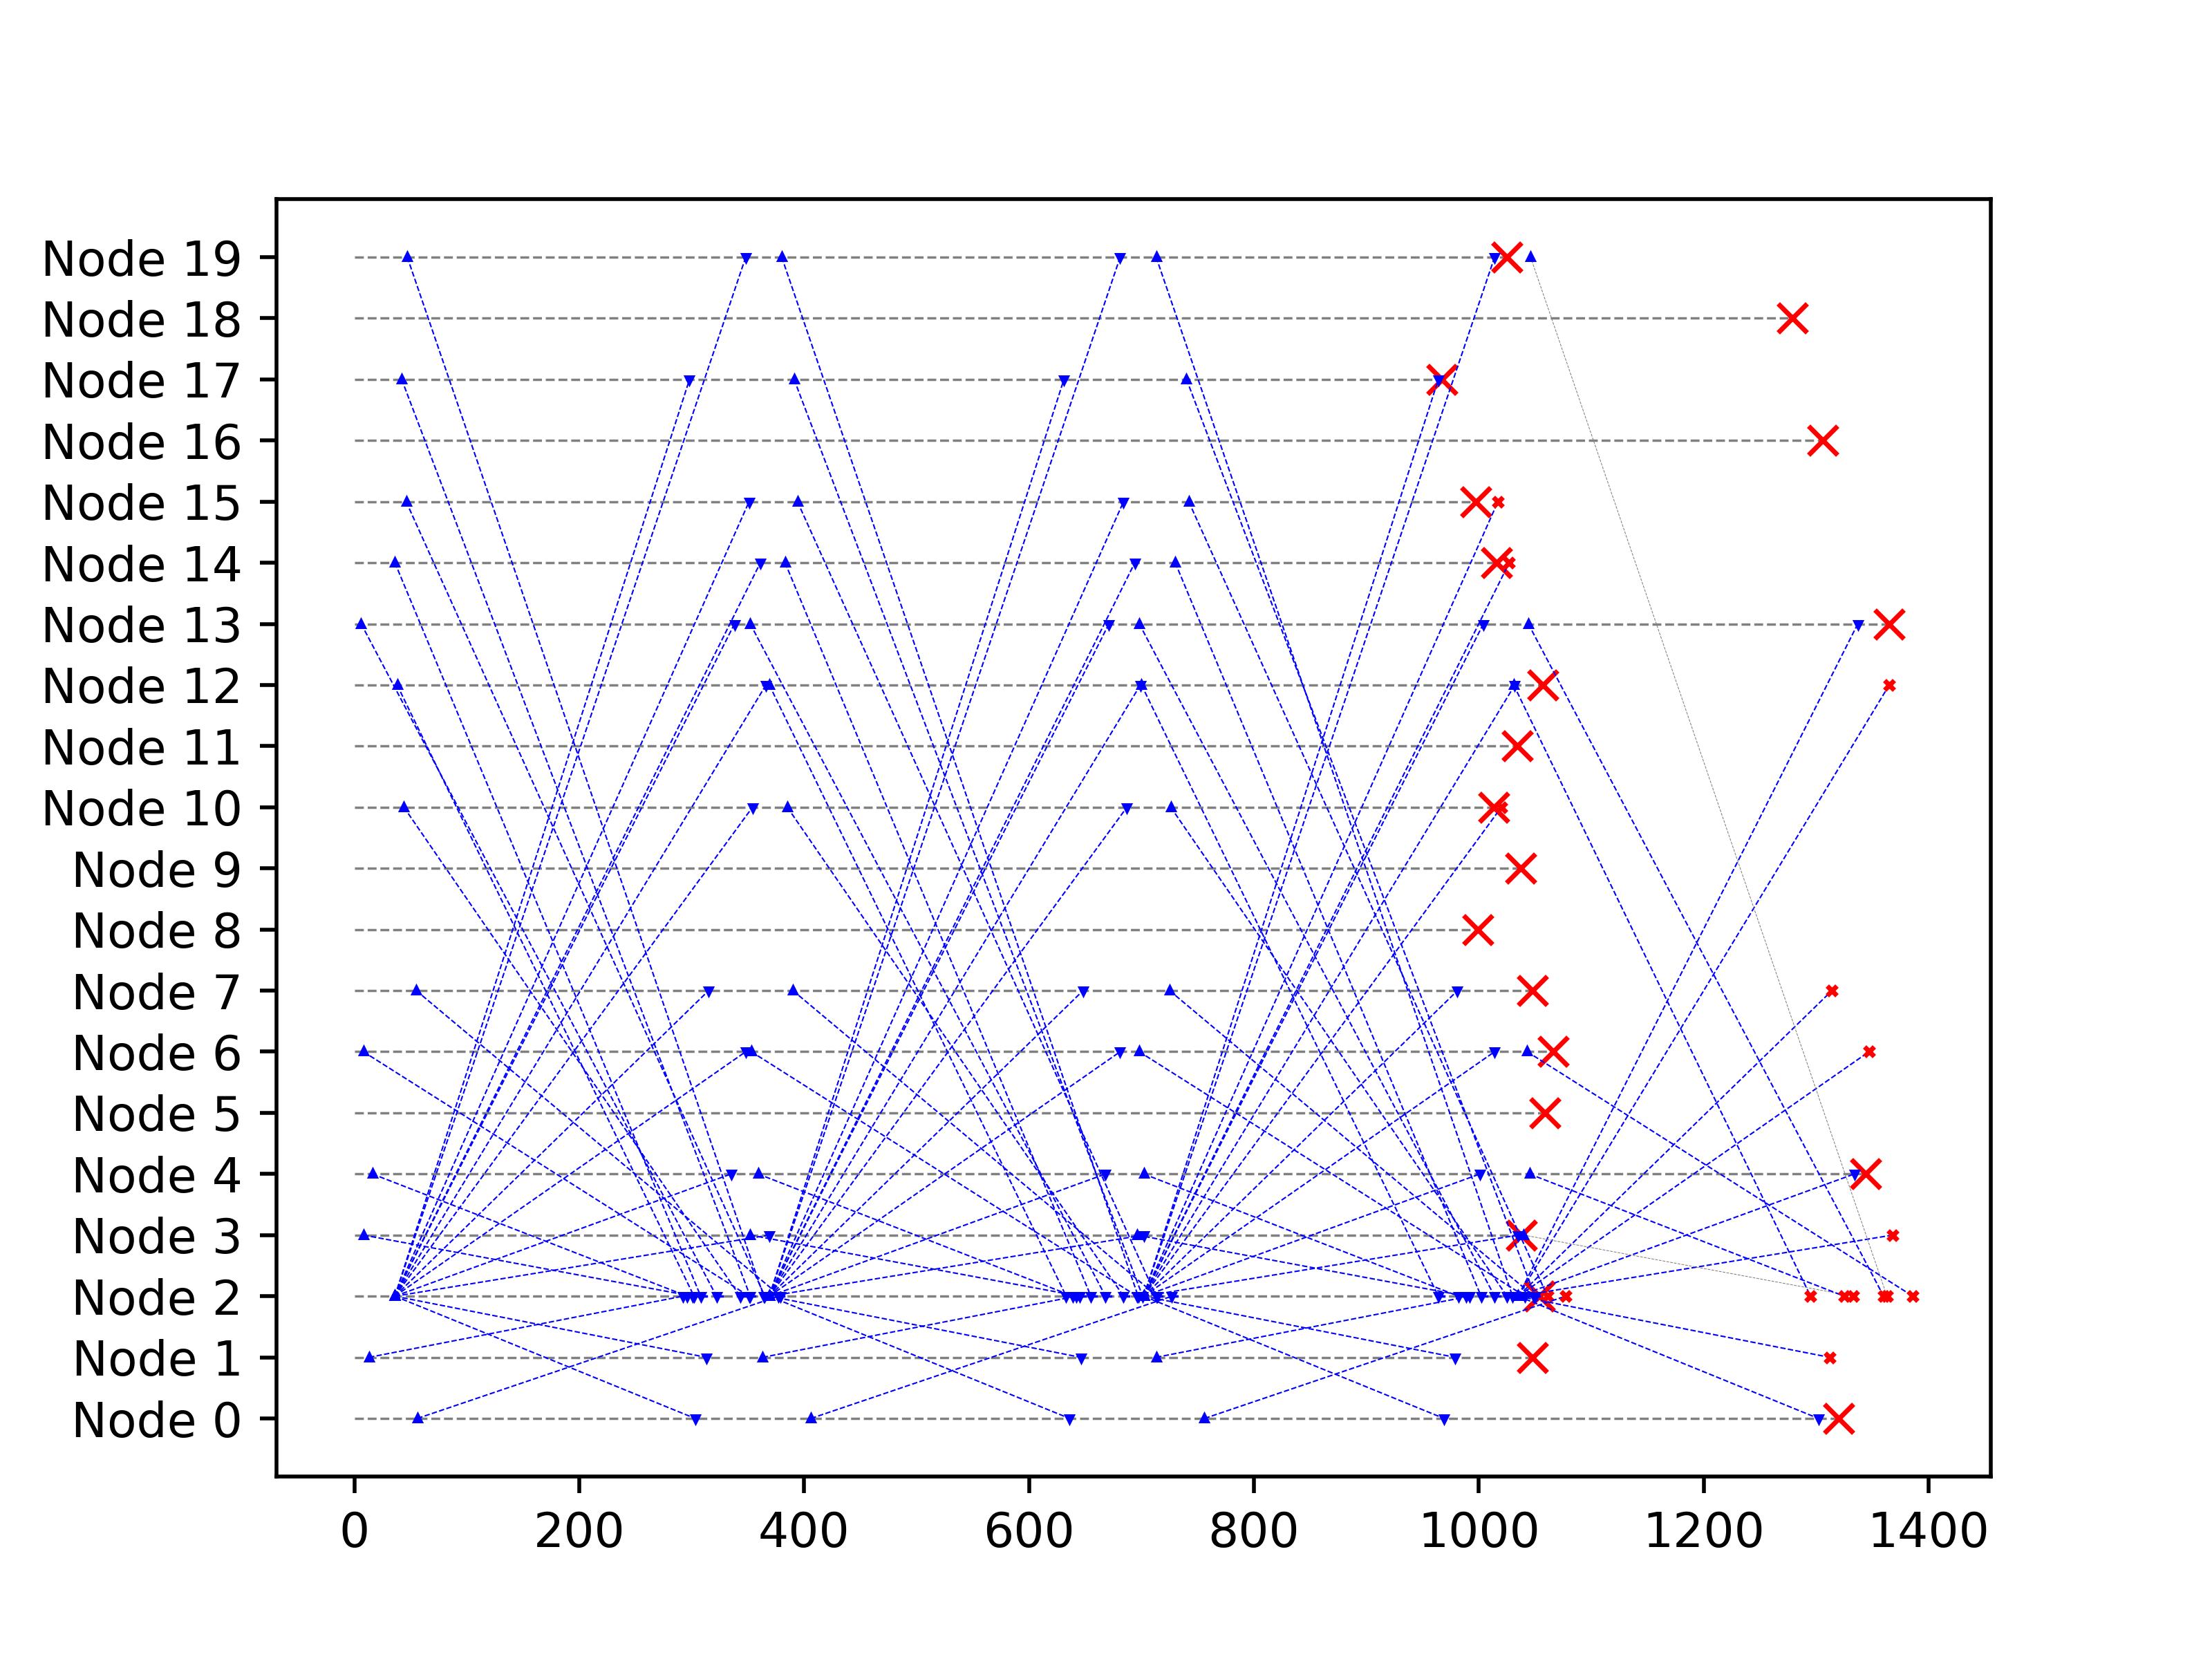 Node 19
Node 18
Node 17
Node 16
Node 15
Node 14
Node 13
Node 12
Node 11
Node 10
Node 9
Node 8
Node 7
Node 6
Node 5
Node 4
Node 3
Node 2
Node 1
Node 0
0 200 400 600 800 1000 1200 1400